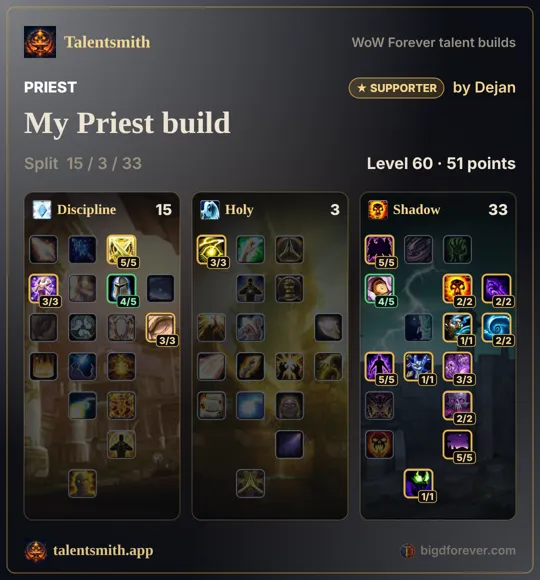 Talentsmith
WoW Forever talent builds
PRIEST
★ SUPPORTER by Dejan
My Priest build
Split 15 / 3 / 33
Level 60 · 51 points
Discipline 15
5/5
3/3
4/5
3/3
Holy 3
3/3
Shadow 33
5/5
4/5
2/2
2/2
1/1
2/2
5/5
1/1
3/3
2/2
5/5
1/1
talentsmith.app
bigdforever.com